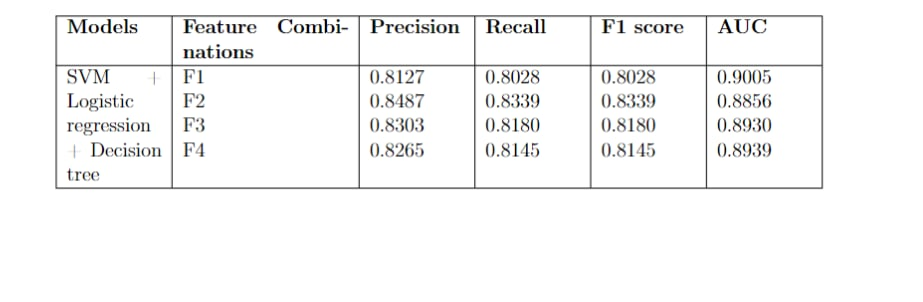 Models Feature Combi- Precision Recall F1 score AUC
nations
SVM + F1 0.8127 0.8028 0.8028 0.9005
Logistic F2 0.8487 0.8339 0.8339 0.8856
regression F3 0.8303 0.8180 0.8180 0.8930
+ Decision F4 0.8265 0.8145 0.8145 0.8939
tree